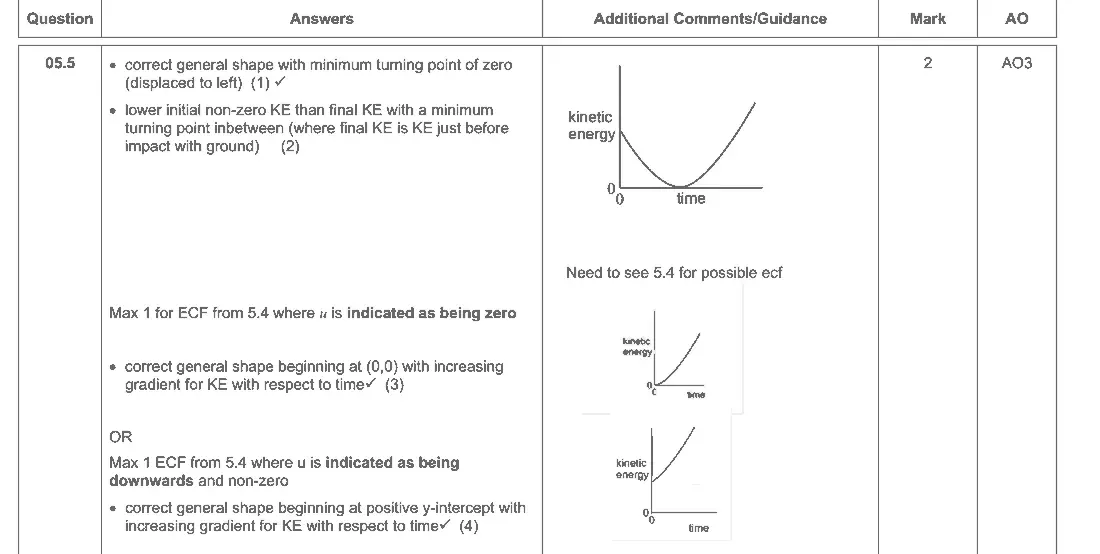 Question Answers Additional Comments/Guidance Mark AO
05.5 • correct general shape with minimum turning point of zero 2 AO3
(displaced to left) (1) ✓
• lower initial non-zero KE than final KE with a minimum
turning point inbetween (where final KE is KE just before
impact with ground) (2)
kinetic
energy
0
0 time
Need to see 5.4 for possible ecf
Max 1 for ECF from 5.4 where u is indicated as being zero
kinetic
energy
0
0 time
• correct general shape beginning at (0,0) with increasing
gradient for KE with respect to time✓ (3)
OR
Max 1 ECF from 5.4 where u is indicated as being
downwards and non-zero
kinetic
energy
0
0 time
• correct general shape beginning at positive y-intercept with
increasing gradient for KE with respect to time✓ (4)